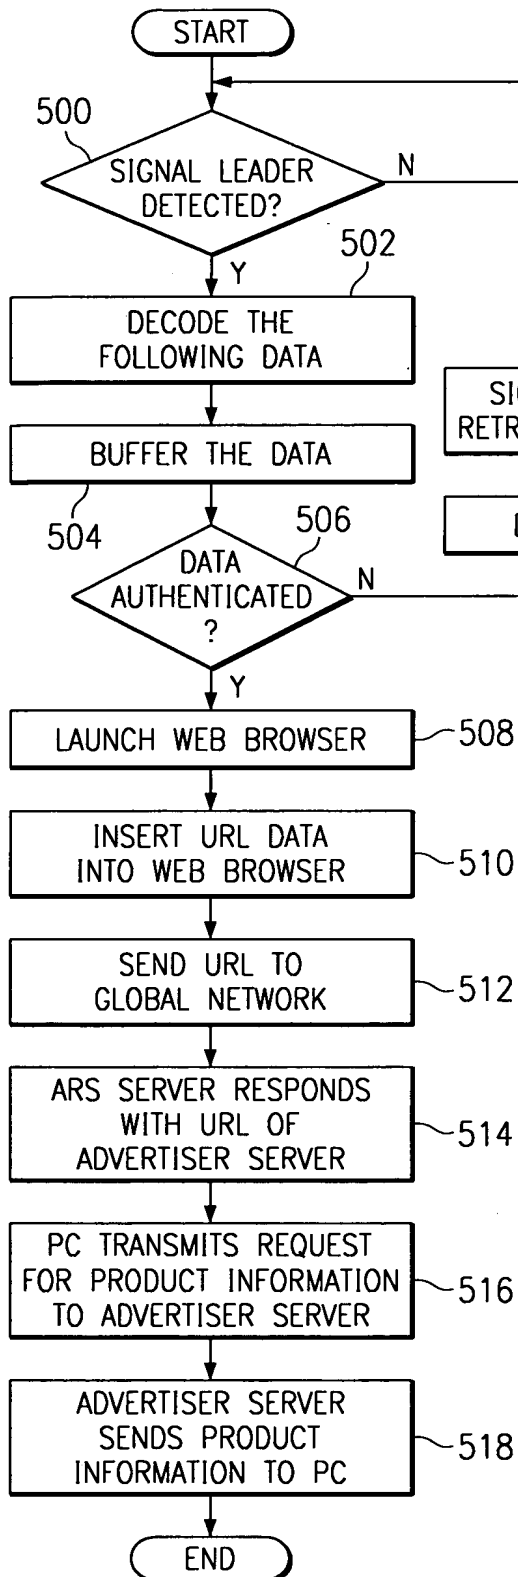 START
500
SIGNAL LEADER
DETECTED?
N
Y
502
DECODE THE
FOLLOWING DATA
BUFFER THE DATA
504
506
DATA
AUTHENTICATED
?
N
Y
LAUNCH WEB BROWSER
508
INSERT URL DATA
INTO WEB BROWSER
510
SEND URL TO
GLOBAL NETWORK
512
ARS SERVER RESPONDS
WITH URL OF
ADVERTISER SERVER
514
PC TRANSMITS REQUEST
FOR PRODUCT INFORMATION
TO ADVERTISER SERVER
516
ADVERTISER SERVER
SENDS PRODUCT
INFORMATION TO PC
518
END